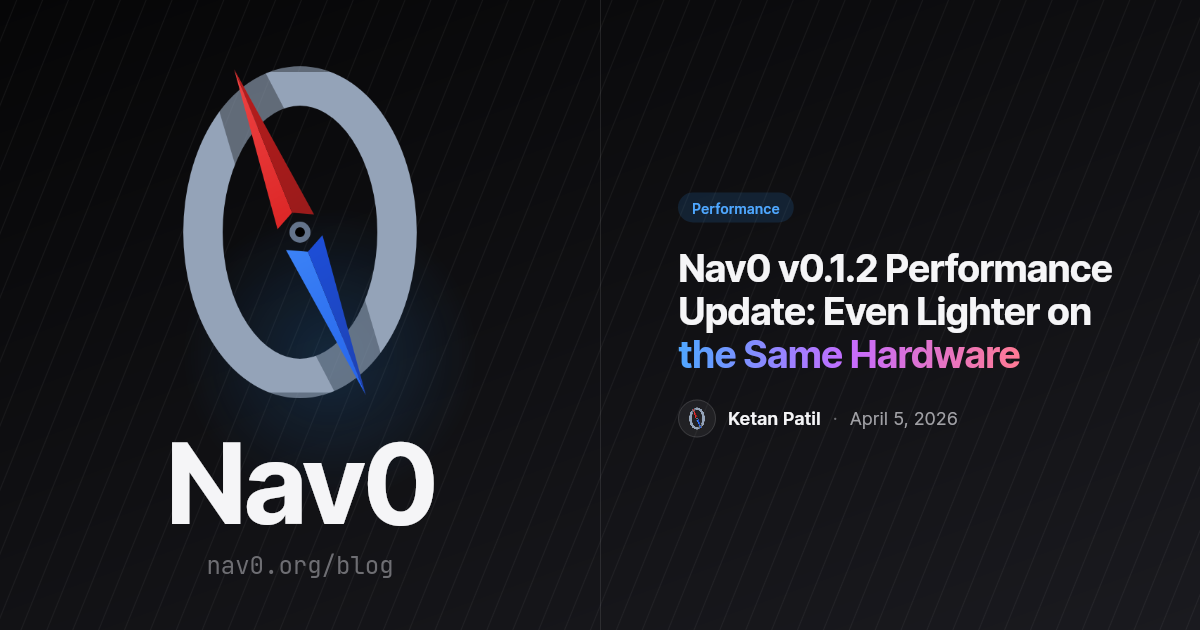 Nav0
nav0.org/blog
Performance
Nav0 v0.1.2 Performance
Update: Even Lighter on
the Same Hardware
Ketan Patil · April 5, 2026